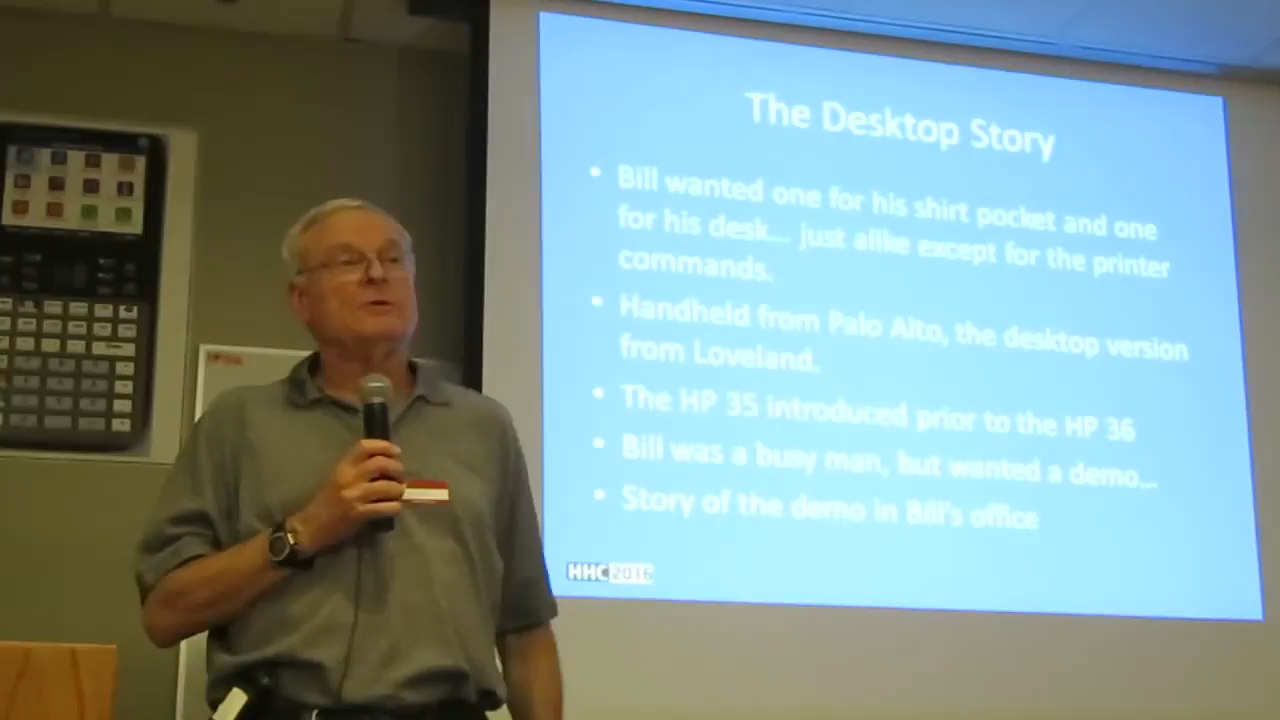 The Desktop Story
• Bill wanted one for his shirt pocket and one
for his desk... just alike except for the printer
commands.
• Handheld from Palo Alto, the desktop version
from Loveland.
• The HP 35 introduced prior to the HP 36
• Bill was a busy man, but wanted a demo...
• Story of the demo in Bill's office
HHC 2016